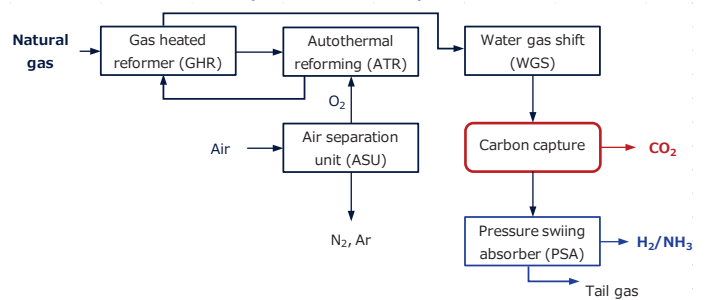 Natural
gas
Gas heated
reformer (GHR)
Autothermal
reforming (ATR)
Water gas shift
(WGS)
O₂
Air
Air separation
unit (ASU)
Carbon capture
CO₂
N₂, Ar
Pressure swiing
absorber (PSA)
H₂/NH₃
Tail gas